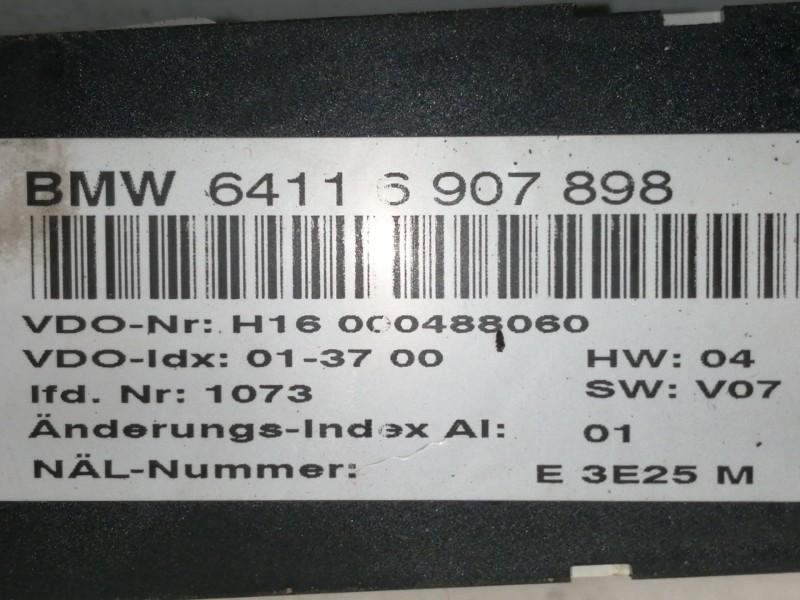 BMW 6411 6 907 898
VDO-Nr: H16 000488060
VDO-Idx: 01-37 00 HW: 04
lfd. Nr: 1073 SW: V07
Änderungs-Index AI: 01
NÄL-Nummer: E 3E25 M